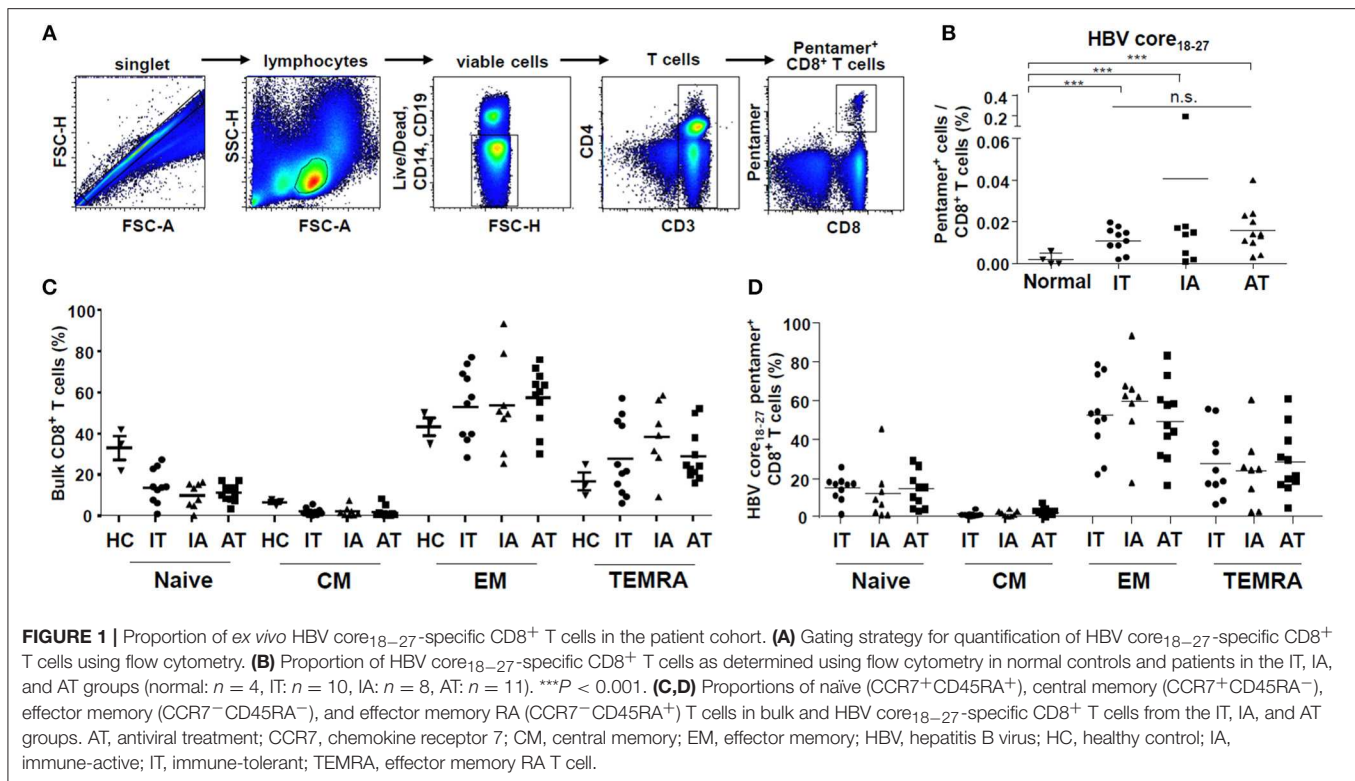 A
singlet
lymphocytes
viable cells
T cells
Pentamer⁺
CD8⁺ T cells
FSC-H
FSC-A
SSC-H
FSC-A
Live/Dead,
CD14, CD19
FSC-H
CD4
CD3
Pentamer
CD8
B
HBV core₁₈₋₂₇
***
***
***
n.s.
Pentamer⁺ cells /
CD8⁺ T cells (%)
0.4
0.2
0.06
0.04
0.02
0.00
Normal IT IA AT
C
Bulk CD8⁺ T cells (%)
100
80
60
40
20
0
HC IT IA AT HC IT IA AT HC IT IA AT HC IT IA AT
Naive CM EM TEMRA
D
HBV core₁₈₋₂₇ pentamer⁺
CD8⁺ T cells (%)
100
80
60
40
20
0
IT IA AT IT IA AT IT IA AT IT IA AT
Naive CM EM TEMRA
FIGURE 1 | Proportion of ex vivo HBV core₁₈₋₂₇-specific CD8⁺ T cells in the patient cohort. (A) Gating strategy for quantification of HBV core₁₈₋₂₇-specific CD8⁺
T cells using flow cytometry. (B) Proportion of HBV core₁₈₋₂₇-specific CD8⁺ T cells as determined using flow cytometry in normal controls and patients in the IT, IA,
and AT groups (normal: n = 4, IT: n = 10, IA: n = 8, AT: n = 11). ***P < 0.001. (C,D) Proportions of naïve (CCR7⁺CD45RA⁺), central memory (CCR7⁺CD45RA⁻),
effector memory (CCR7⁻CD45RA⁻), and effector memory RA (CCR7⁻CD45RA⁺) T cells in bulk and HBV core₁₈₋₂₇-specific CD8⁺ T cells from the IT, IA, and AT
groups. AT, antiviral treatment; CCR7, chemokine receptor 7; CM, central memory; EM, effector memory; HBV, hepatitis B virus; HC, healthy control; IA,
immune-active; IT, immune-tolerant; TEMRA, effector memory RA T cell.